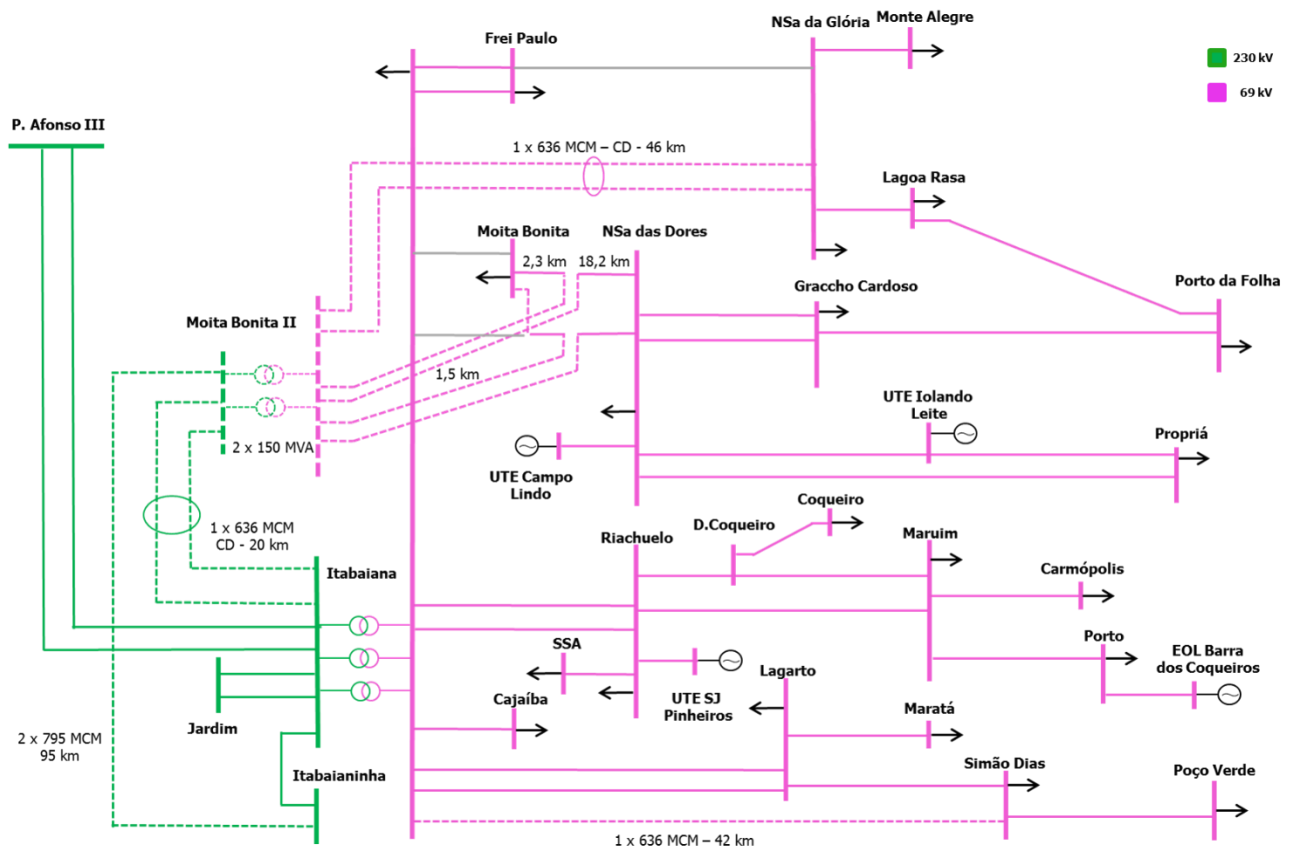 Frei Paulo
NSa da Glória
Monte Alegre
230 kV
69 kV
P. Afonso III
1 x 636 MCM – CD - 46 km
Lagoa Rasa
Moita Bonita
NSa das Dores
2,3 km
18,2 km
Graccho Cardoso
Porto da Folha
Moita Bonita II
1,5 km
UTE Iolando
Leite
2 x 150 MVA
UTE Campo
Lindo
Propriá
1 x 636 MCM
CD - 20 km
Coqueiro
D.Coqueiro
Riachuelo
Maruim
Itabaiana
Carmópolis
SSA
Porto
EOL Barra
dos Coqueiros
Lagarto
Cajaíba
UTE SJ
Pinheiros
Maratá
Jardim
2 x 795 MCM
95 km
Itabaianinha
Simão Dias
Poço Verde
1 x 636 MCM – 42 km